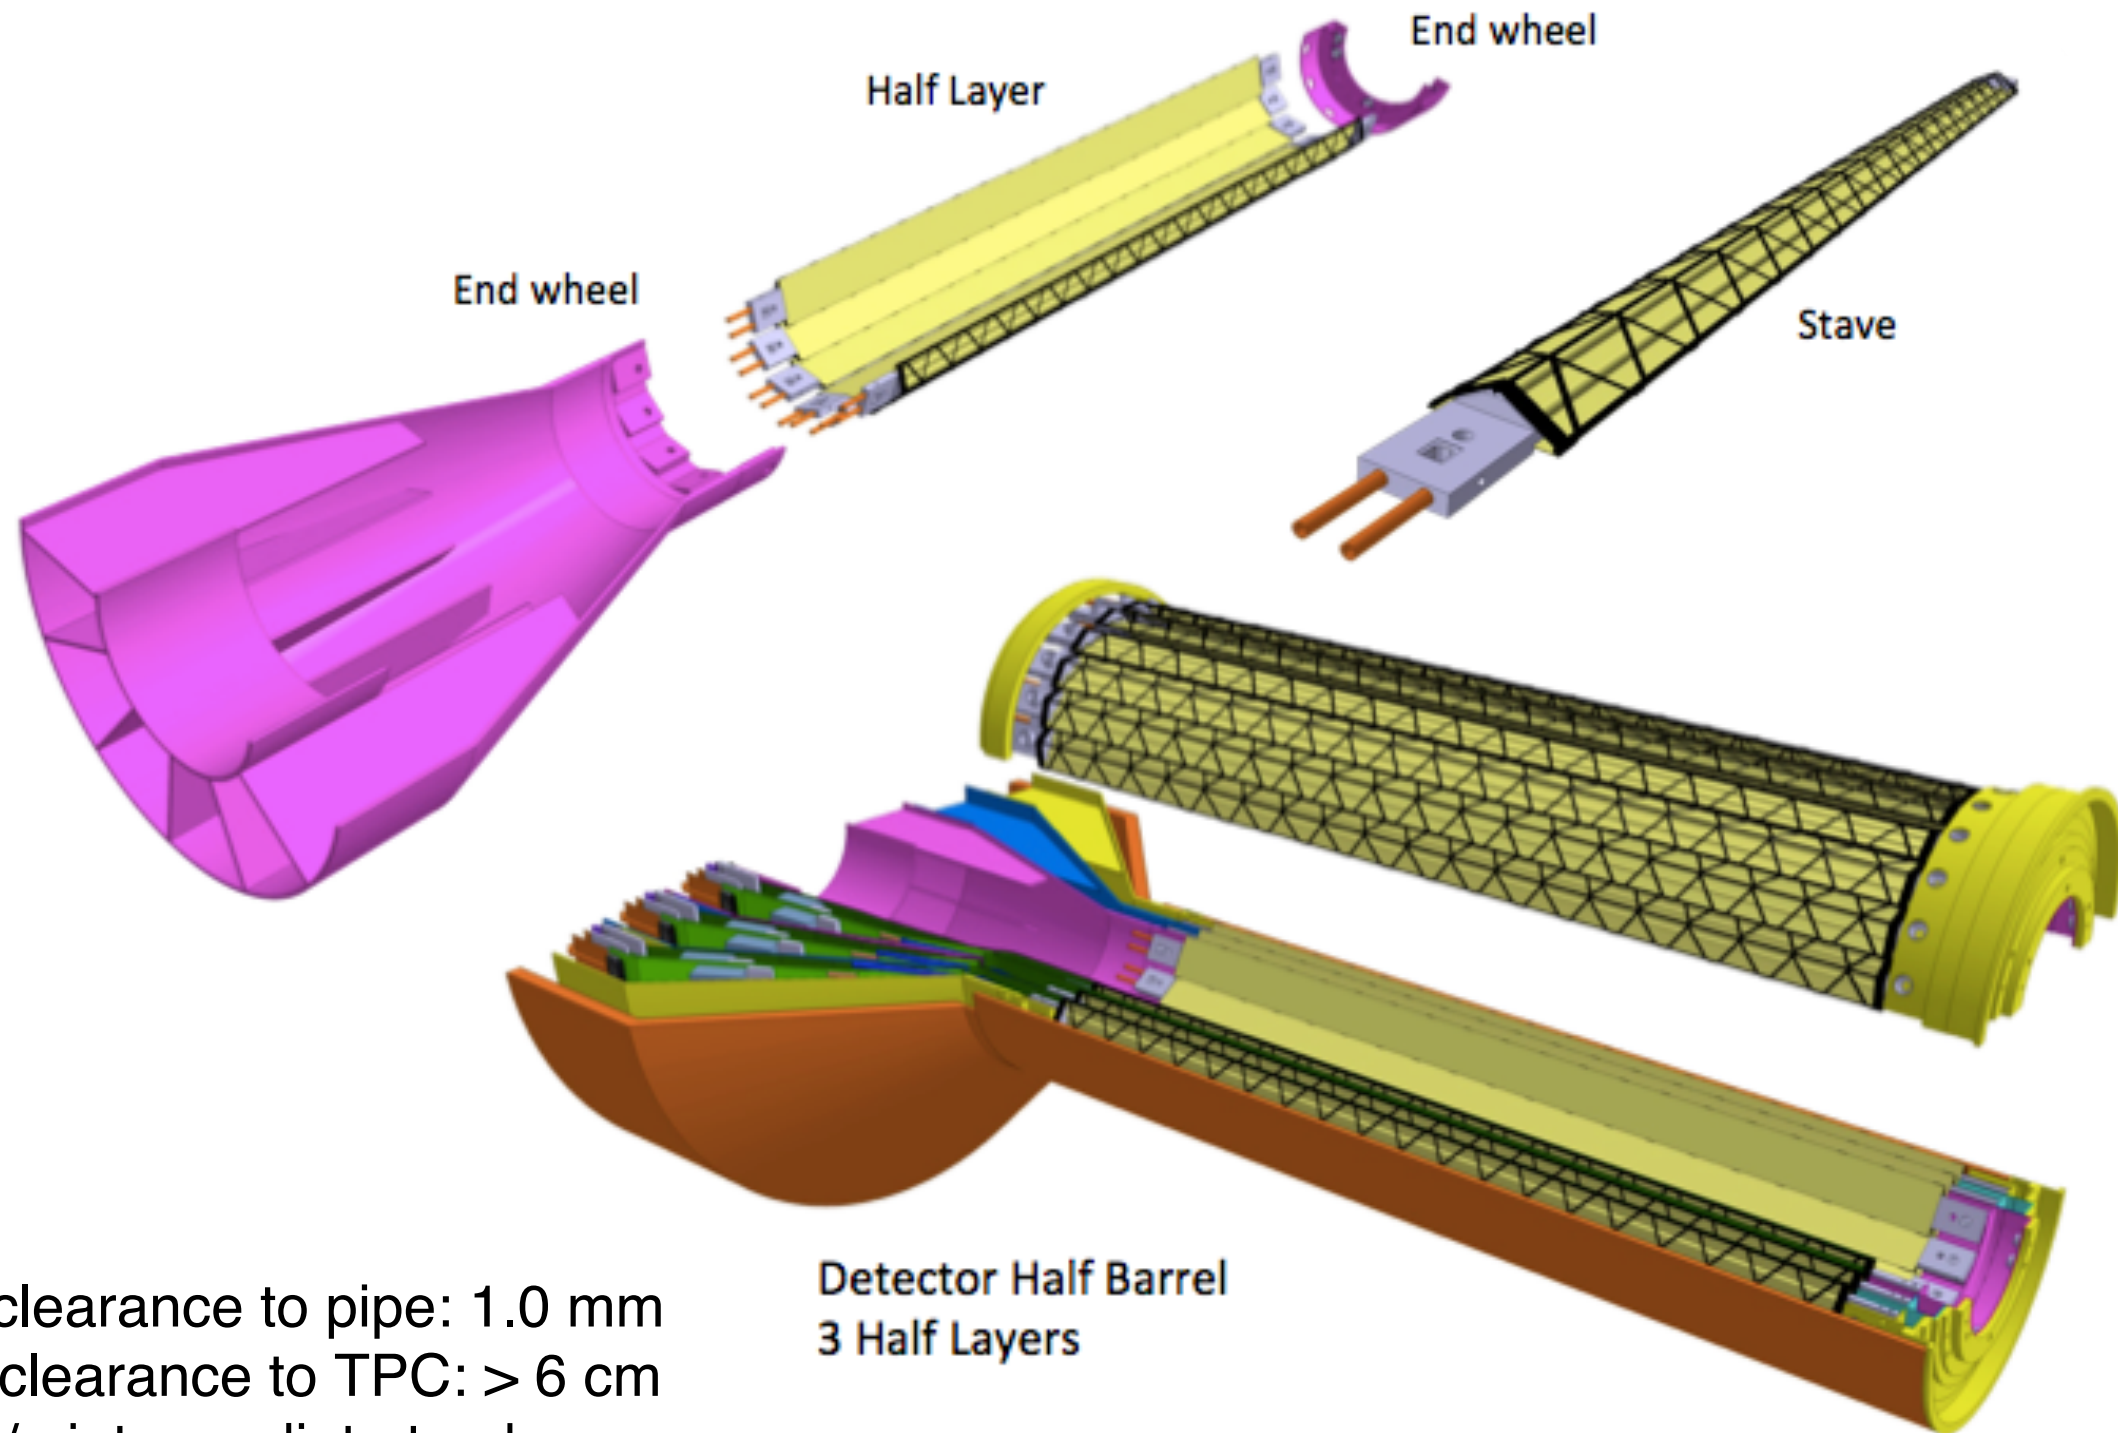 End wheel
Half Layer
End wheel
Stave
Detector Half Barrel
3 Half Layers
clearance to pipe: 1.0 mm
clearance to TPC: > 6 cm